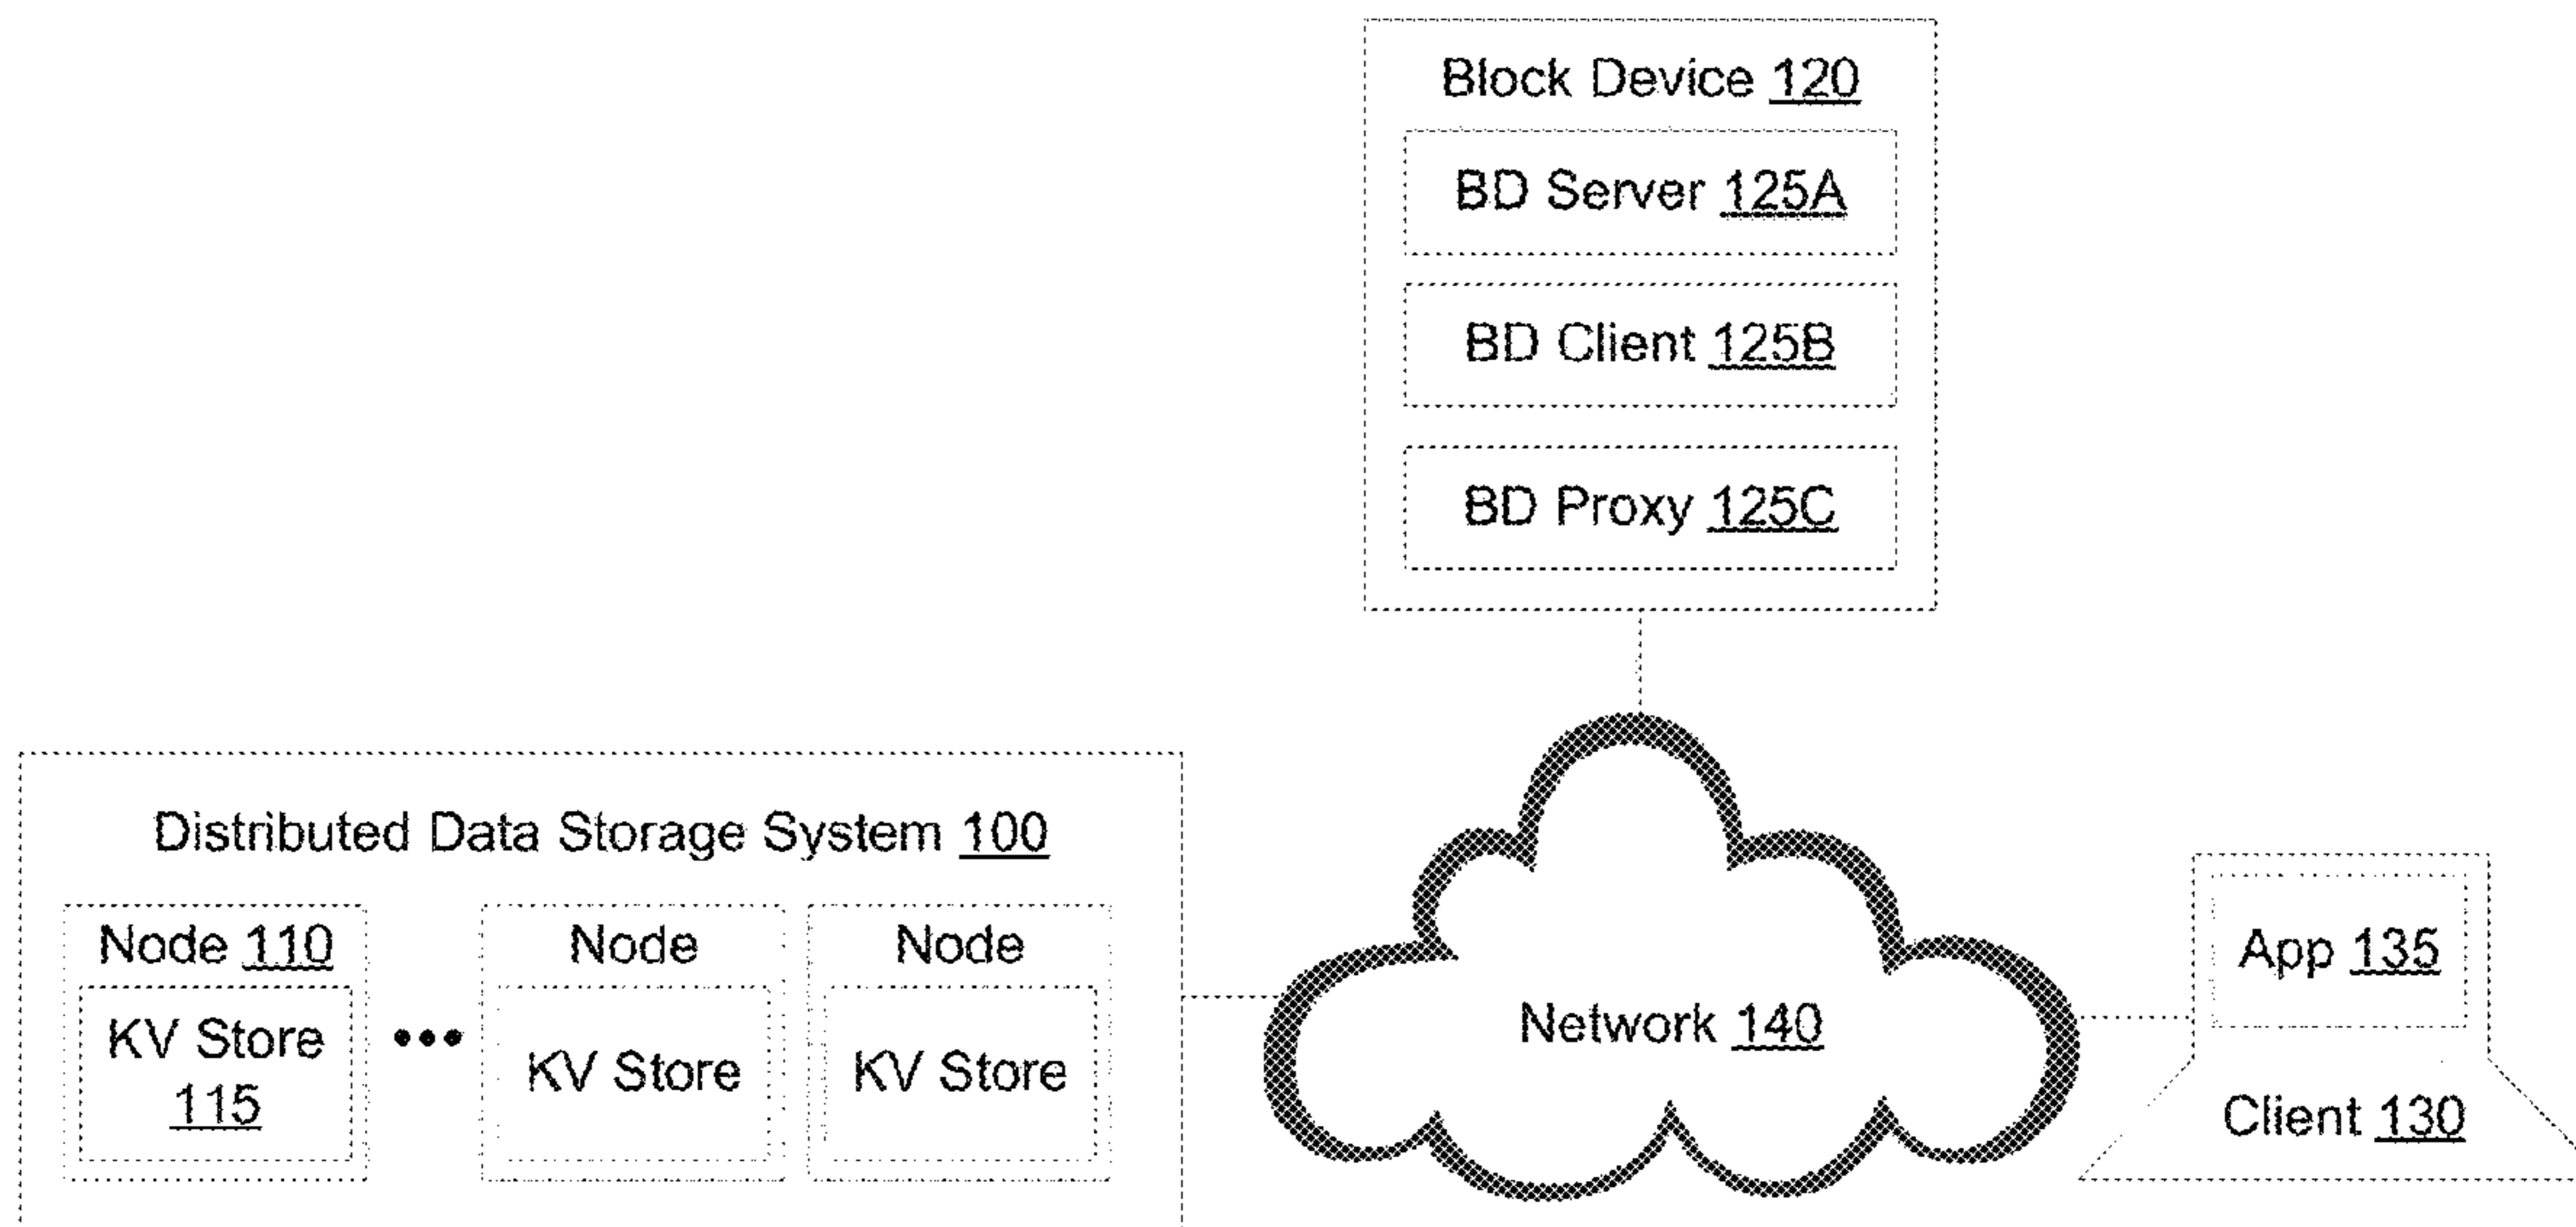 Block Device 120
BD Server 125A
BD Client 125B
BD Proxy 125C
Distributed Data Storage System 100
Node 110
KV Store
115
Node
KV Store
Node
KV Store
Network 140
App 135
Client 130